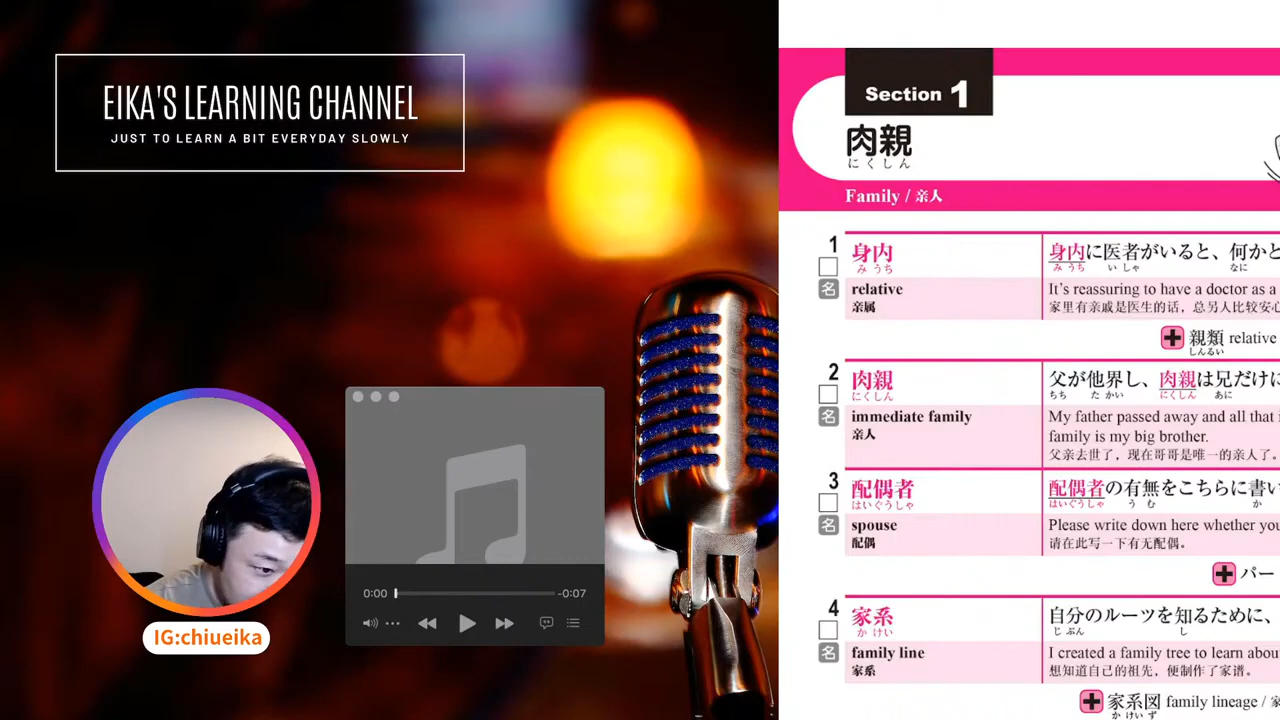 EIKA'S LEARNING CHANNEL
JUST TO LEARN A BIT EVERYDAY SLOWLY
IG:chiueika
0:00
-0:07
Section 1
肉親
にくしん
Family / 亲人
1
身内
みうち
名
relative
亲属
身内に医者がいると、何かと
みうち いしゃ なに
It's reassuring to have a doctor as a
家里有亲戚是医生的话，总另人比较安心
親類 relative
しんるい
2
肉親
にくしん
名
immediate family
亲人
父が他界し、肉親は兄だけに
ちち たかい にくしん あに
My father passed away and all that i
family is my big brother.
父亲去世了，现在哥哥是唯一的亲人了。
3
配偶者
はいぐうしゃ
名
spouse
配偶
配偶者の有無をこちらに書い
はいぐうしゃ うむ か
Please write down here whether you
请在此写一下有无配偶。
パー
4
家系
かけい
名
family line
家系
自分のルーツを知るために、
じぶん し
I created a family tree to learn abou
想知道自己的祖先，便制作了家谱。
家系図 family lineage / 家
かけいず